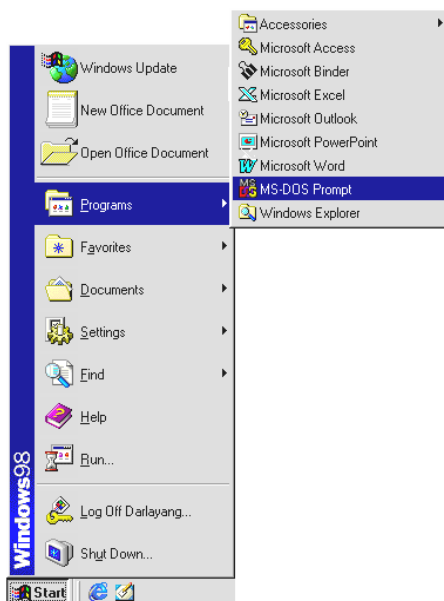 Windows Update
New Office Document
Open Office Document
Programs
Favorites
Documents
Settings
Find
Help
Run...
Log Off Darlayang...
Shut Down...
Windows98
Start
Accessories
Microsoft Access
Microsoft Binder
Microsoft Excel
Microsoft Outlook
Microsoft PowerPoint
Microsoft Word
MS-DOS Prompt
Windows Explorer